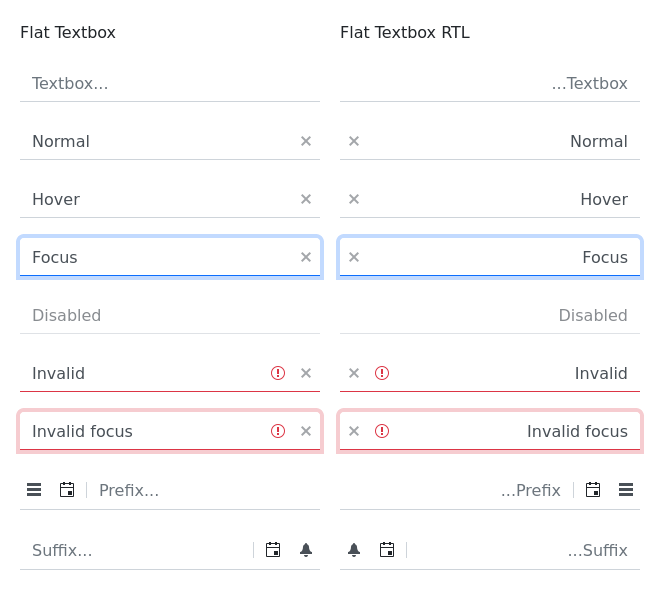 Flat Textbox
Textbox...
Normal
Hover
Focus
Disabled
Invalid
Invalid focus
Prefix...
Suffix...
Flat Textbox RTL
...Textbox
Normal
Hover
Focus
Disabled
Invalid
Invalid focus
...Prefix
...Suffix